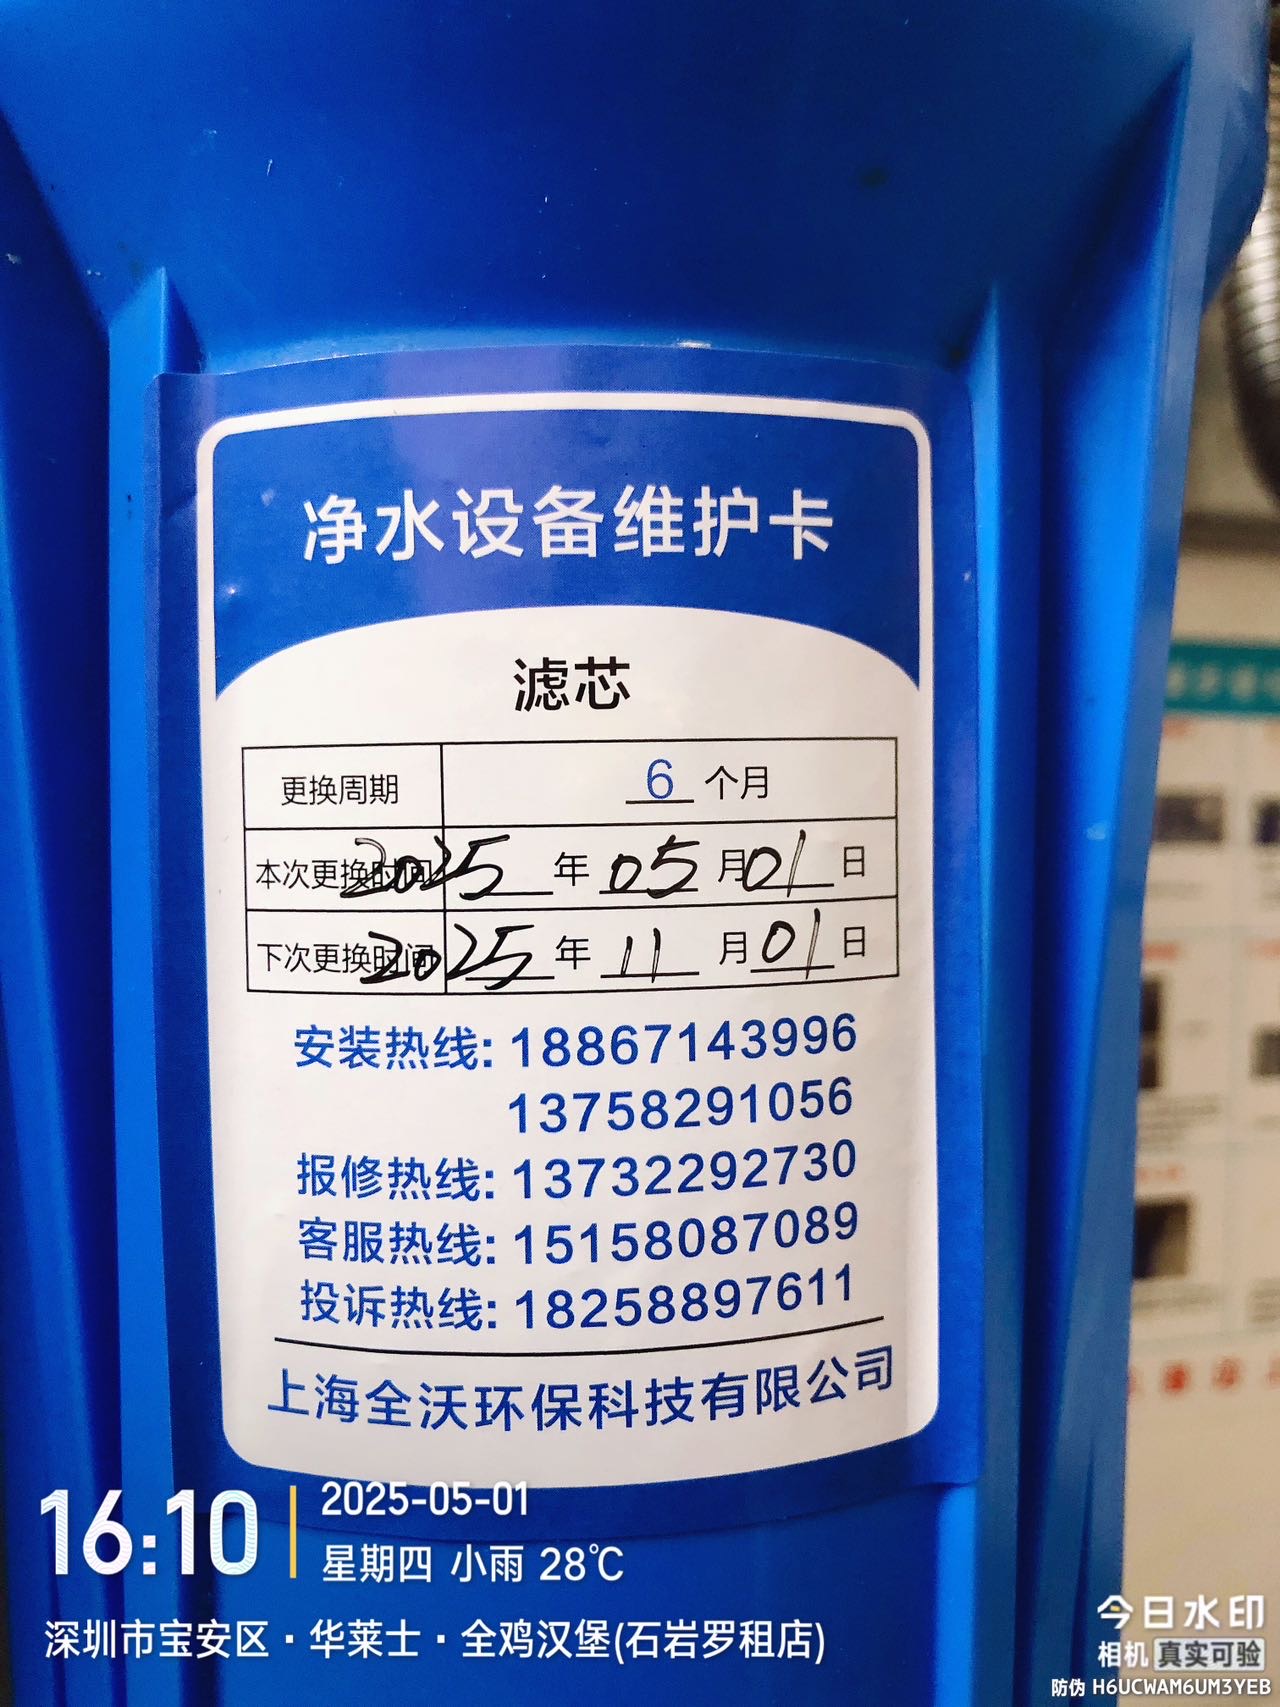 净水设备维护卡
滤芯
更换周期 6 个月
本次更换时间 2025 年 05 月 01 日
下次更换时间 2025 年 11 月 01 日
安装热线: 18867143996
13758291056
报修热线: 13732292730
客服热线: 15158087089
投诉热线: 18258897611
上海全沃环保科技有限公司
16:10
2025-05-01
星期四 小雨 28℃
深圳市宝安区·华莱士·全鸡汉堡(石岩罗租店)
今日水印
相机 真实可验
防伪 H6UCWAM6UM3YEB